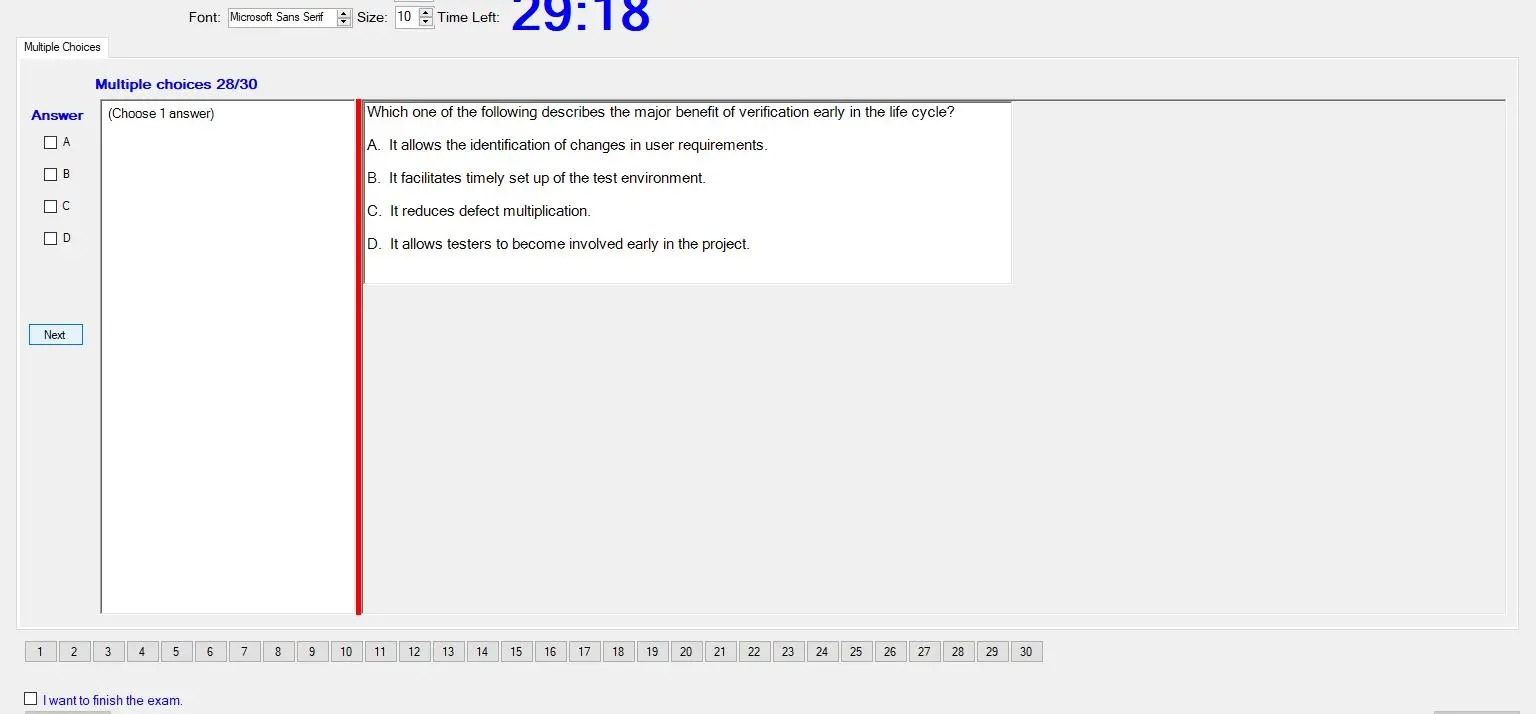 Font: Microsoft Sans Serif Size: 10 Time Left: 29:18
Multiple Choices
Multiple choices 28/30
Answer
(Choose 1 answer)
A
B
C
D
Next
Which one of the following describes the major benefit of verification early in the life cycle?
A. It allows the identification of changes in user requirements.
B. It facilitates timely set up of the test environment.
C. It reduces defect multiplication.
D. It allows testers to become involved early in the project.
1 2 3 4 5 6 7 8 9 10 11 12 13 14 15 16 17 18 19 20 21 22 23 24 25 26 27 28 29 30
I want to finish the exam.